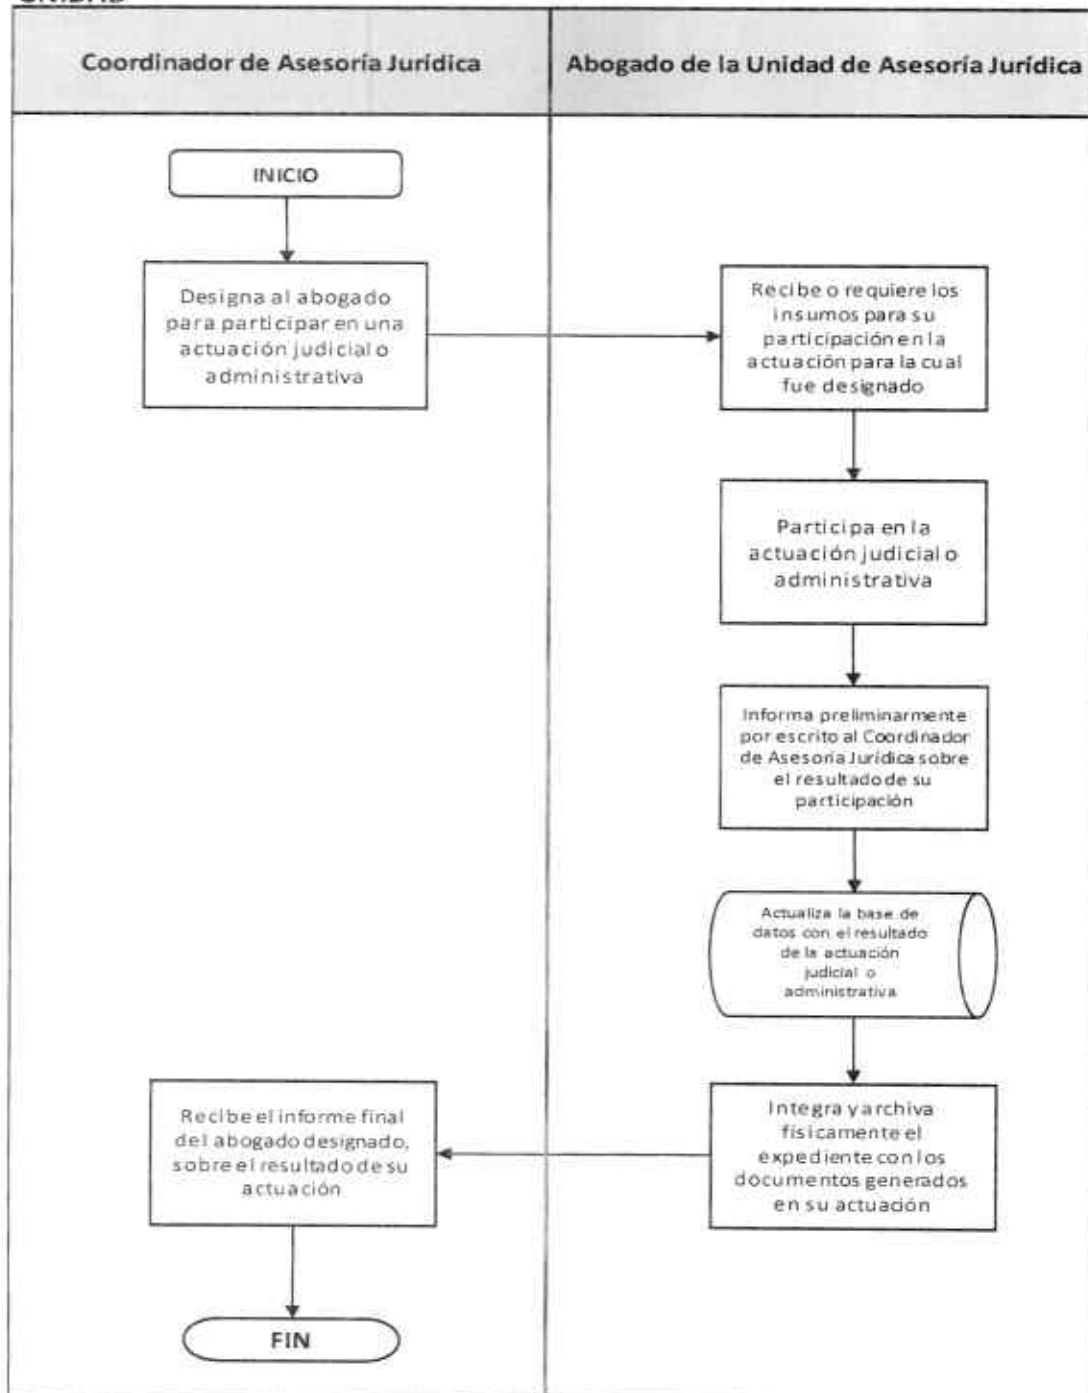 Coordinador de Asesoría Jurídica
Abogado de la Unidad de Asesoría Jurídica
INICIO
Designa al abogado
para participar en una
actuación judicial o
administrativa
Recibe o requiere los
insumos para su
participación en la
actuación para la cual
fue designado
Participa en la
actuación judicial o
administrativa
Informa preliminarmente
por escrito al Coordinador
de Asesoría Jurídica sobre
el resultado de su
participación
Actualiza la base de
datos con el resultado
de la actuación
judicial o
administrativa
Integra y archiva
físicamente el
expediente con los
documentos generados
en su actuación
Recibe el informe final
del abogado designado,
sobre el resultado de su
actuación
FIN